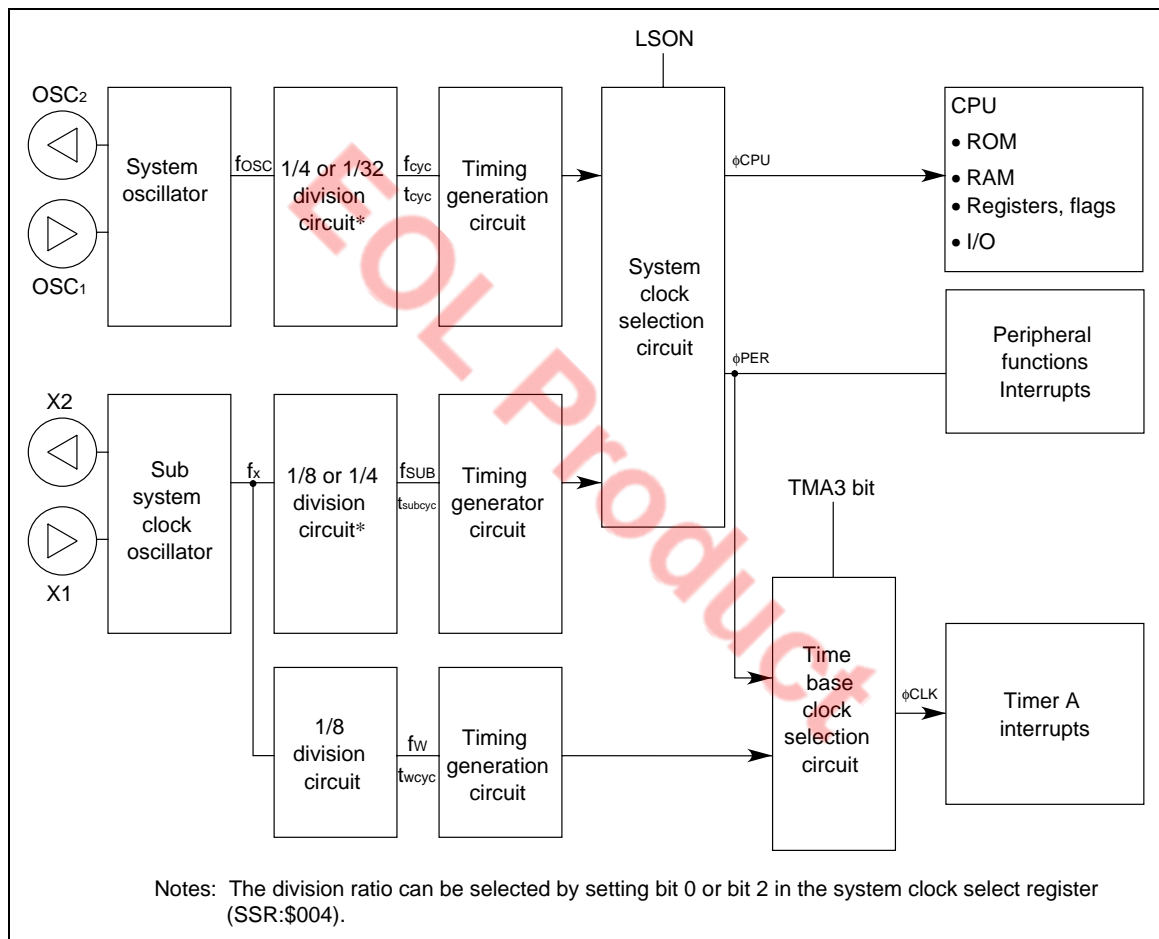 LSON
OSC2
OSC1
System
oscillator
fOSC
1/4 or 1/32
division
circuit*
fcyc
tcyc
Timing
generation
circuit
System
clock
selection
circuit
ϕCPU
CPU
• ROM
• RAM
• Registers, flags
• I/O
ϕPER
Peripheral
functions
Interrupts
X2
X1
Sub
system
clock
oscillator
fx
1/8 or 1/4
division
circuit*
fSUB
tsubcyc
Timing
generator
circuit
TMA3 bit
1/8
division
circuit
fW
twcyc
Timing
generation
circuit
Time
base
clock
selection
circuit
ϕCLK
Timer A
interrupts
EOL Product
Notes: The division ratio can be selected by setting bit 0 or bit 2 in the system clock select register
(SSR:$004).